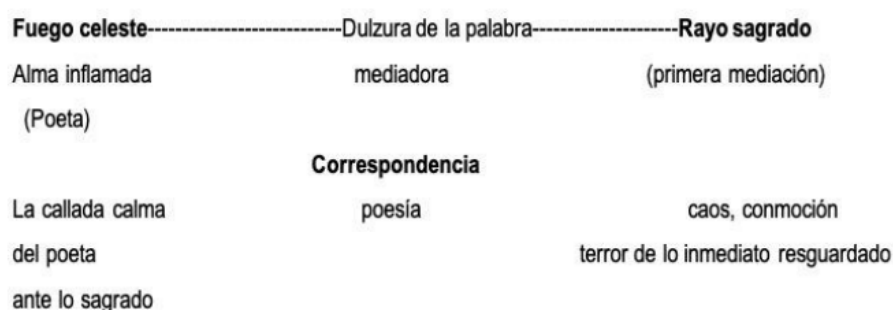 Fuego celeste----------------------------Dulzura de la palabra---------------------Rayo sagrado
Alma inflamada mediadora (primera mediación)
(Poeta)
Correspondencia
La callada calma poesía caos, conmoción
del poeta terror de lo inmediato resguardado
ante lo sagrado